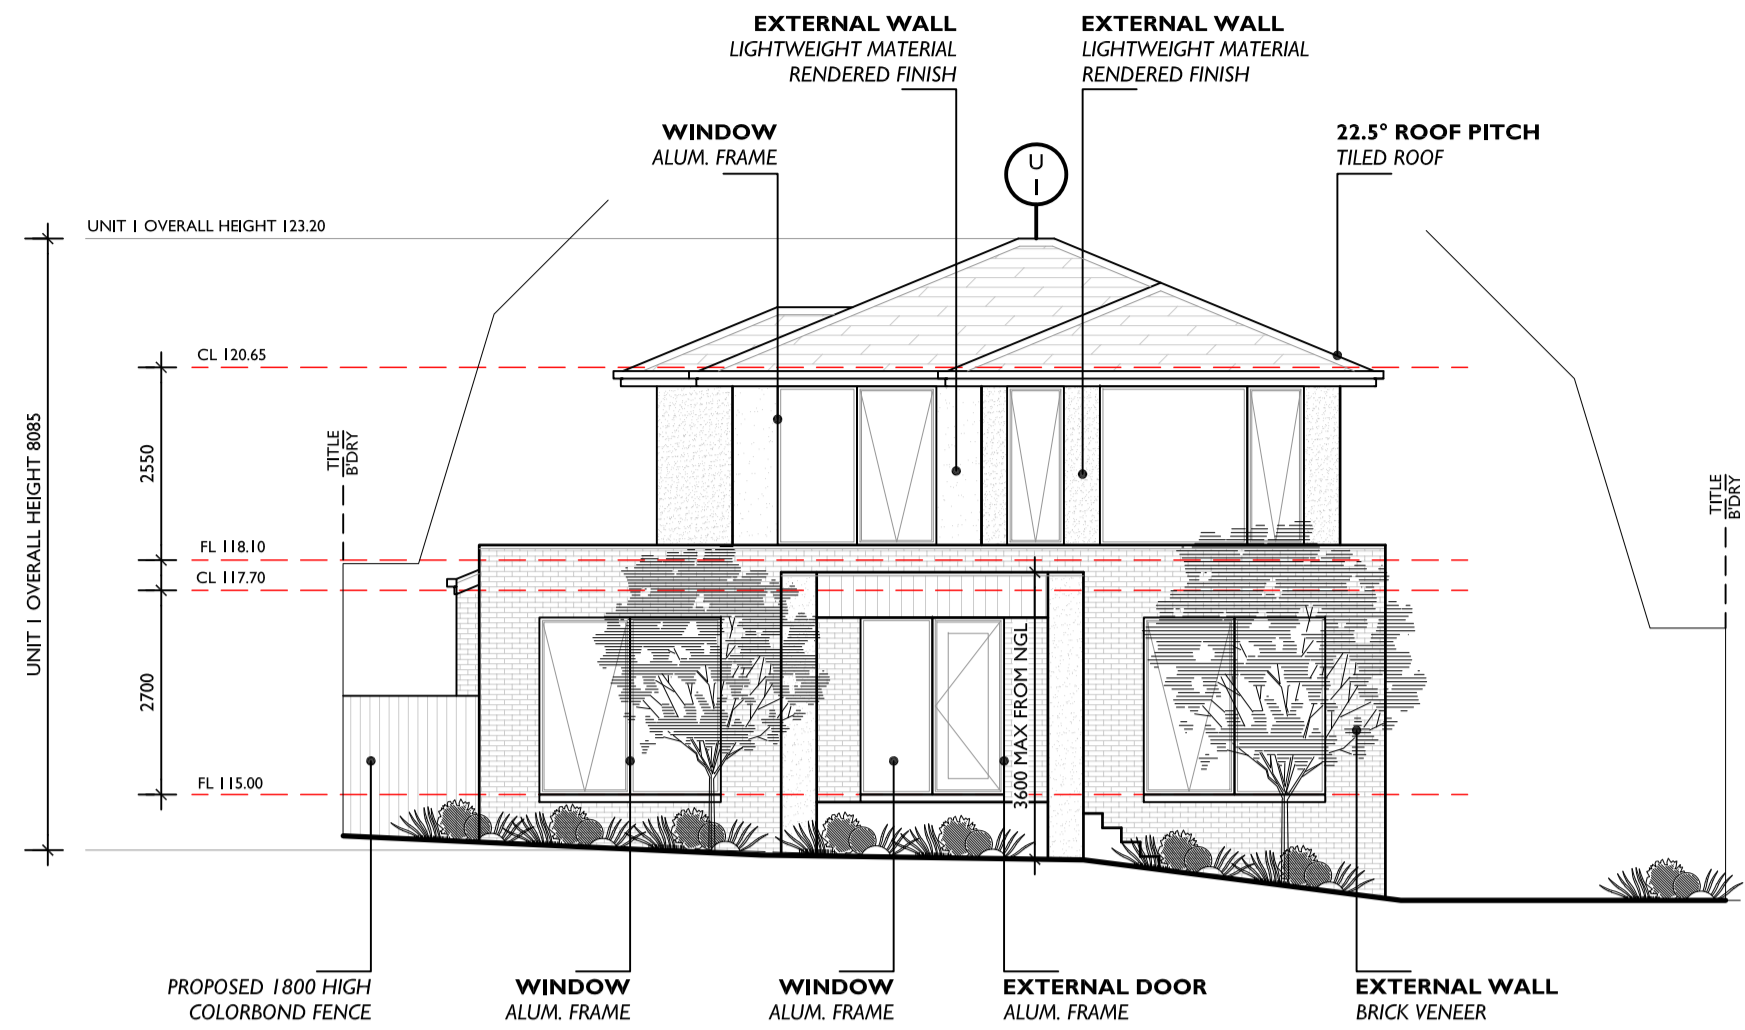 EXTERNAL WALL
LIGHTWEIGHT MATERIAL
RENDERED FINISH
EXTERNAL WALL
LIGHTWEIGHT MATERIAL
RENDERED FINISH
WINDOW
ALUM. FRAME
U
1
22.5° ROOF PITCH
TILED ROOF
UNIT 1 OVERALL HEIGHT 123.20
CL 120.65
UNIT 1 OVERALL HEIGHT 8085
2550
TITLE
B'DRY
TITLE
B'DRY
FL 118.10
CL 117.70
2700
3600 MAX FROM NGL
FL 115.00
PROPOSED 1800 HIGH
COLORBOND FENCE
WINDOW
ALUM. FRAME
WINDOW
ALUM. FRAME
EXTERNAL DOOR
ALUM. FRAME
EXTERNAL WALL
BRICK VENEER